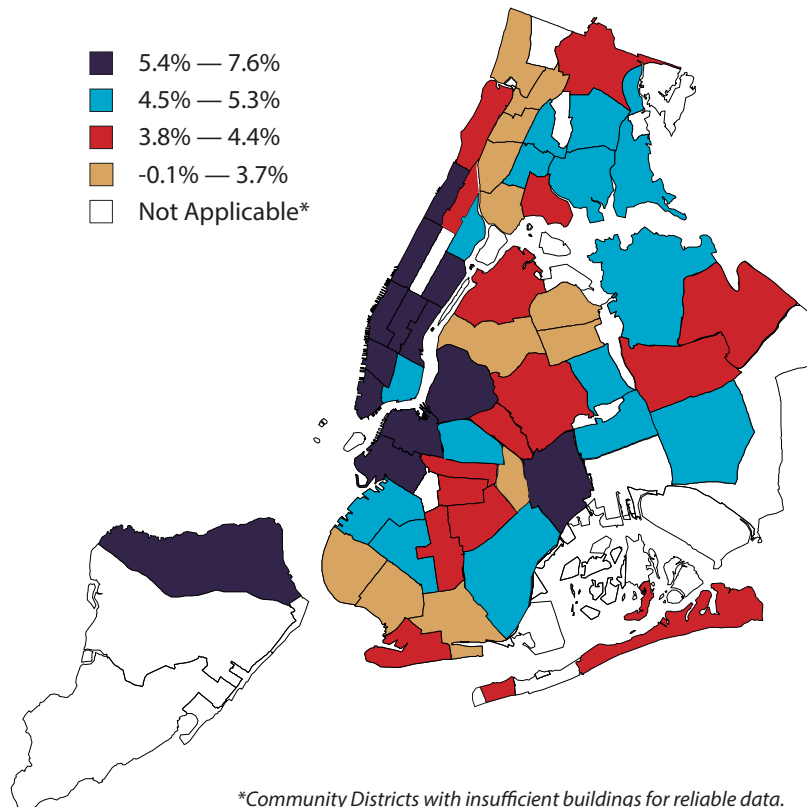 5.4% — 7.6%
4.5% — 5.3%
3.8% — 4.4%
-0.1% — 3.7%
Not Applicable*
*Community Districts with insufficient buildings for reliable data.